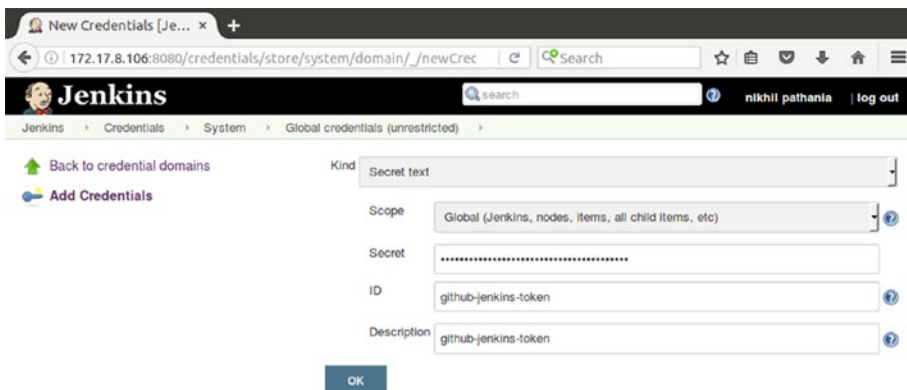 New Credentials [Je... × +
172.17.8.106:8080/credentials/store/system/domain/_/newCrec
Search
Jenkins
search
nikhil pathania | log out
Jenkins Credentials System Global credentials (unrestricted)
Back to credential domains
Add Credentials
Kind Secret text
Scope Global (Jenkins, nodes, items, all child items, etc)
Secret ••••••••••••••••••••••••••••••••••••••••
ID github-jenkins-token
Description github-jenkins-token
OK